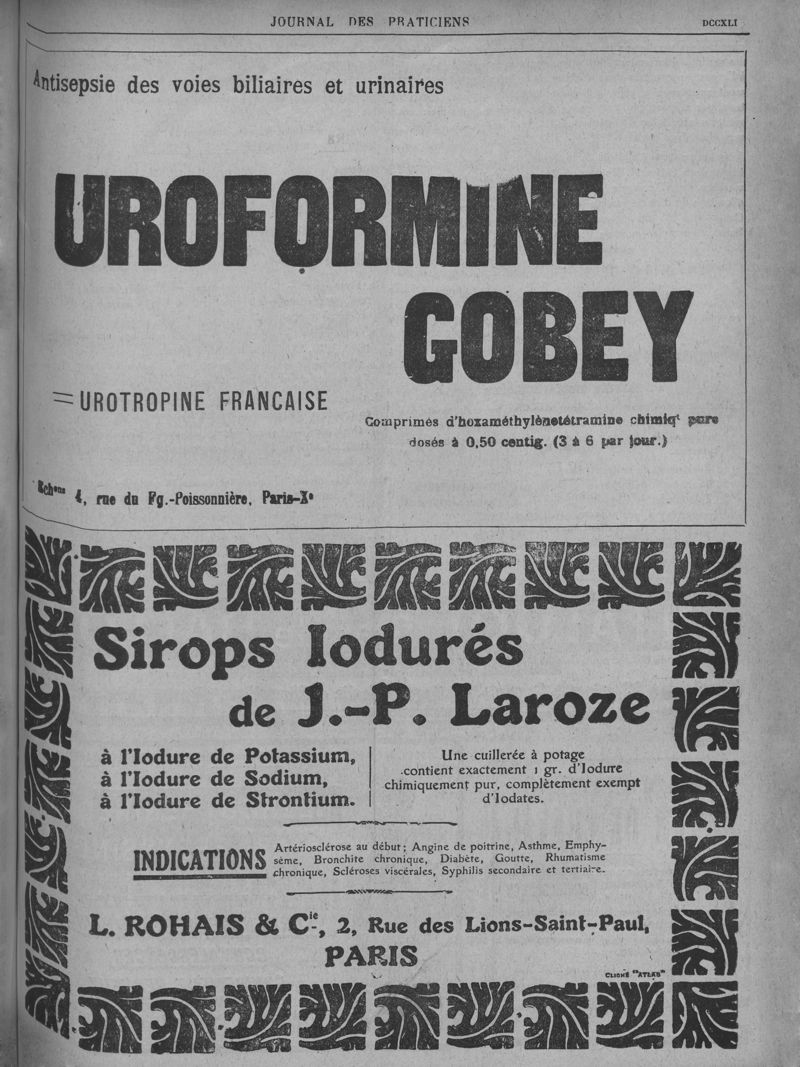 JOURNAL DES PRATICIENS
DCCXLI
Antisepsie des voies biliaires et urinaires
UROFORMINE
GOBEY
=UROTROPINE FRANCAISE
Comprimés d'hexaméthylènetétramine chimiqt pure
dosés à 0,50 centig. (3 à 6 par jour.)
Echons 4, rue du Fg.-Poissonnière, Paris-Xe
Sirops Iodurés
de J.-P. Laroze
à l'Iodure de Potassium,
à l'Iodure de Sodium,
à l'Iodure de Strontium.
Une cuillerée à potage
contient exactement 1 gr. d'Iodure
chimiquement pur, complètement exempt
d'Iodates.
INDICATIONS
Artériosclérose au début; Angine de poitrine, Asthme, Emphy-
sème, Bronchite chronique, Diabète, Goutte, Rhumatisme
chronique, Scléroses viscérales, Syphilis secondaire et tertiaire.
L. ROHAIS & Cie, 2, Rue des Lions-Saint-Paul,
PARIS
CLICHÉ "ATLAS"